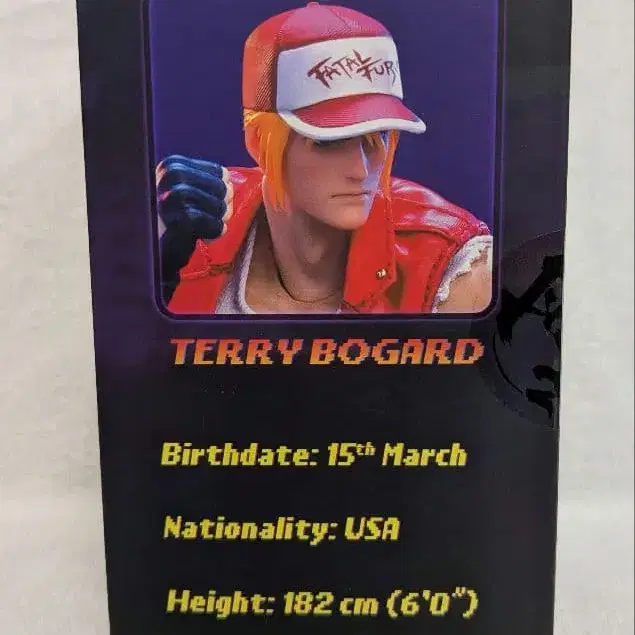 FATAL
FURY
TERRY BOGARD
Birthdate: 15th March
Nationality: USA
Height: 182 cm (6'0")